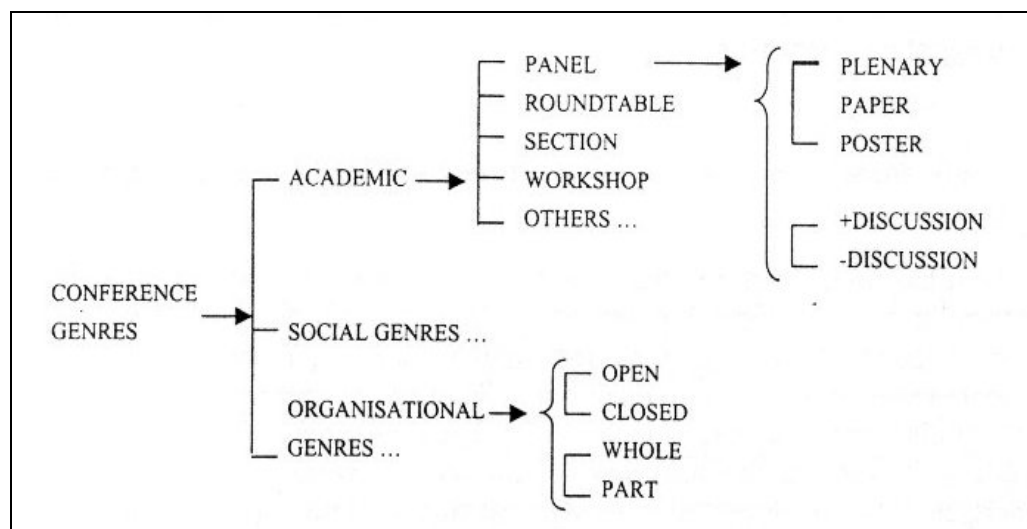 CONFERENCE
GENRES
ACADEMIC
SOCIAL GENRES ...
ORGANISATIONAL
GENRES ...
PANEL
ROUNDTABLE
SECTION
WORKSHOP
OTHERS ...
PLENARY
PAPER
POSTER
+DISCUSSION
-DISCUSSION
OPEN
CLOSED
WHOLE
PART